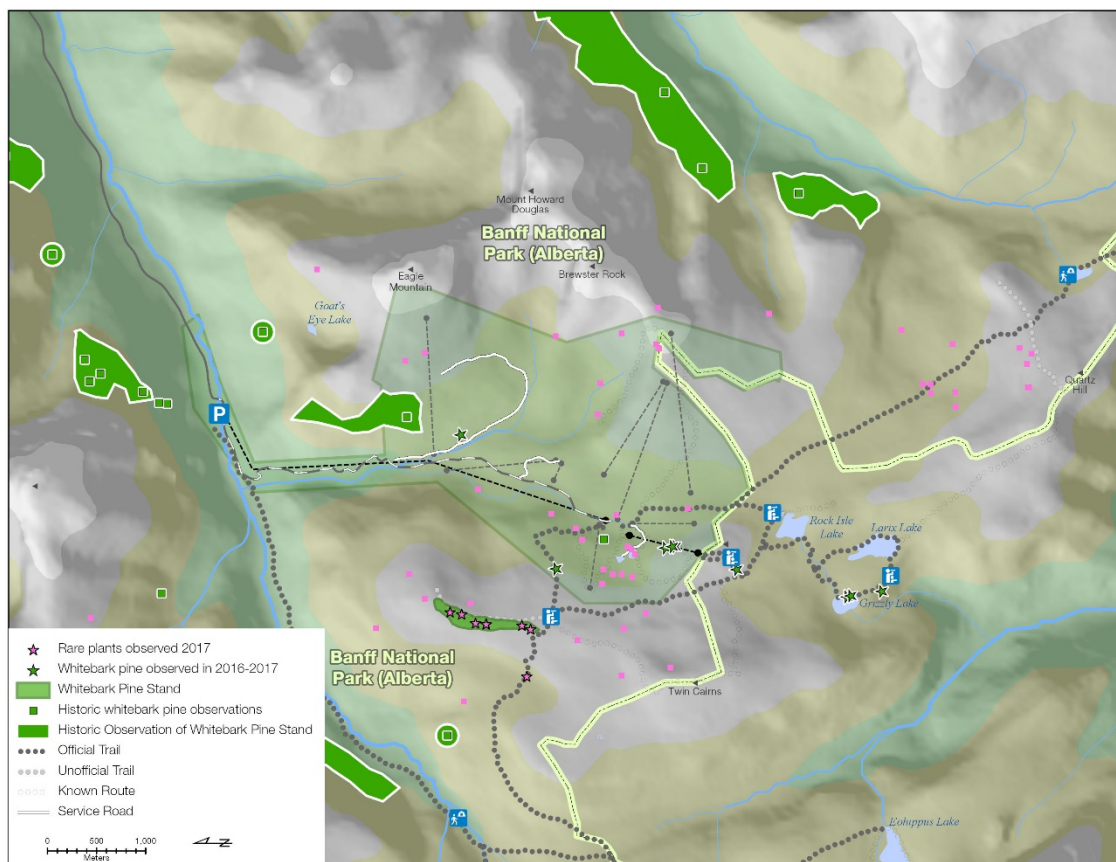 Mount Howard
Douglas
Banff National
Park (Alberta)
Eagle
Mountain
Brewster Rock
Goat's
Eye Lake
Quartz
Hill
P
Rock Isle
Lake
Larix Lake
Grizzly Lake
Banff National
Park (Alberta)
Twin Cairns
Eohippus Lake
Rare plants observed 2017
Whitebark pine observed in 2016-2017
Whitebark Pine Stand
Historic whitebark pine observations
Historic Observation of Whitebark Pine Stand
Official Trail
Unofficial Trail
Known Route
Service Road
0 500 1,000
Meters
N